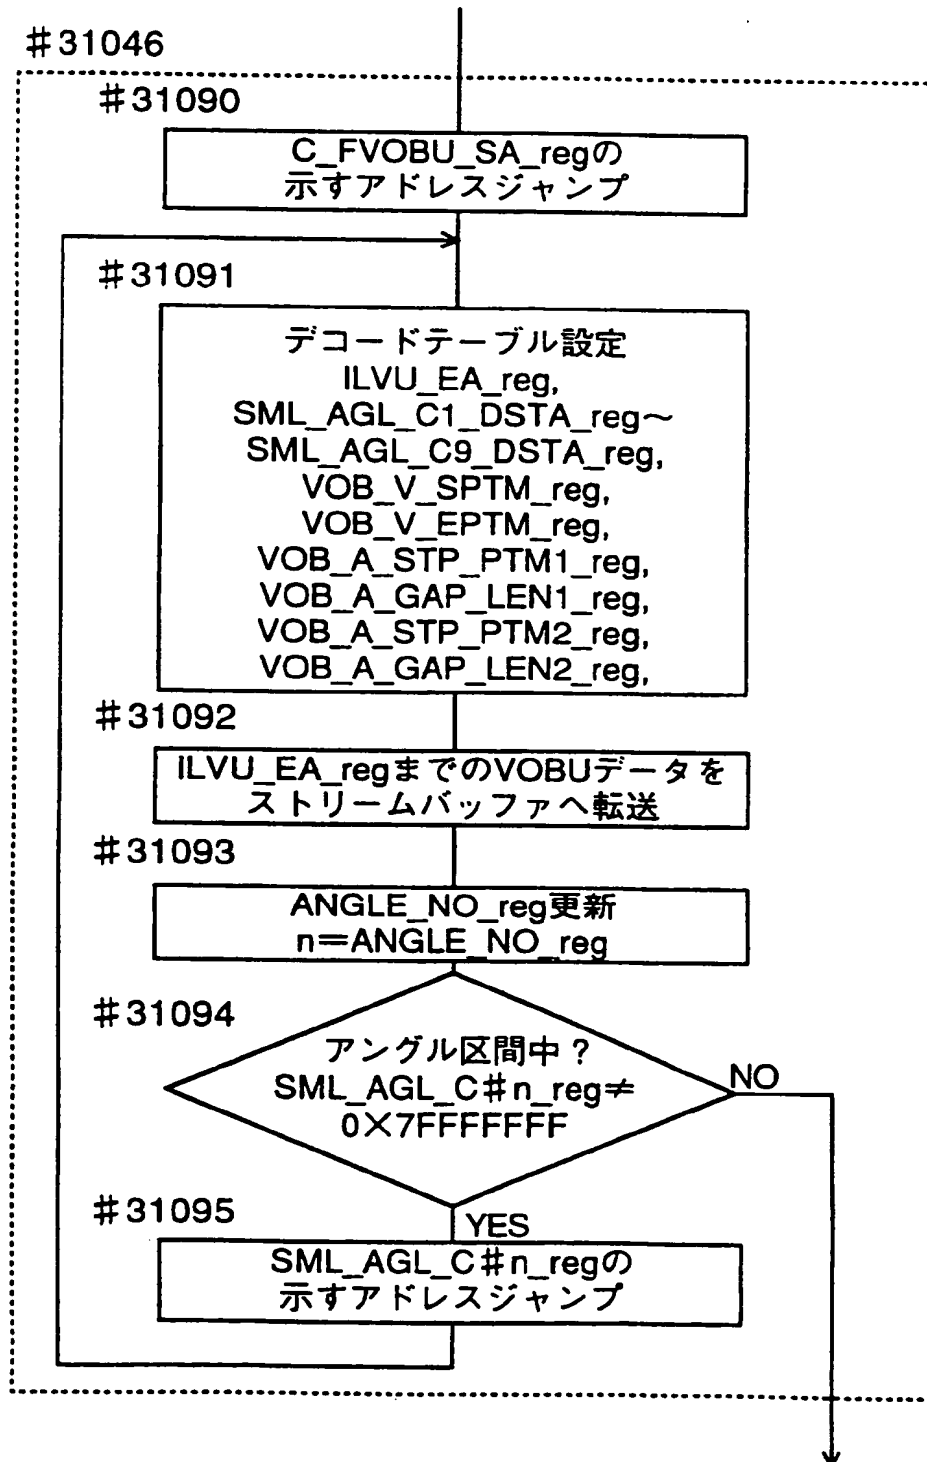 #31046
#31090
C_FVOBU_SA_regの
示すアドレスジャンプ
#31091
デコードテーブル設定
ILVU_EA_reg,
SML_AGL_C1_DSTA_reg~
SML_AGL_C9_DSTA_reg,
VOB_V_SPTM_reg,
VOB_V_EPTM_reg,
VOB_A_STP_PTM1_reg,
VOB_A_GAP_LEN1_reg,
VOB_A_STP_PTM2_reg,
VOB_A_GAP_LEN2_reg,
#31092
ILVU_EA_regまでのVOBUデータを
ストリームバッファへ転送
#31093
ANGLE_NO_reg更新
n=ANGLE_NO_reg
#31094
アングル区間中?
SML_AGL_C#n_reg≠
0×7FFFFFFF
NO
#31095
YES
SML_AGL_C#n_regの
示すアドレスジャンプ